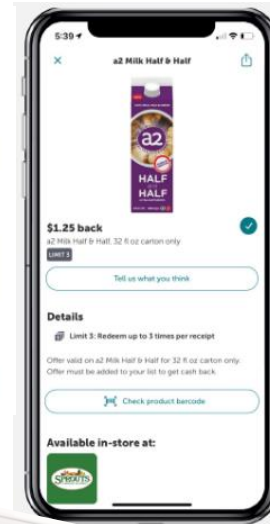 5:39
a2 Milk Half & Half
a2
HALF
HALF
$1.25 back
a2 Milk Half & Half, 32 fl oz carton only
LIMIT 3
Tell us what you think
Details
Limit 3: Redeem up to 3 times per receipt
Offer valid on a2 Milk Half & Half for 32 fl oz carton only.
Offer must be added to your list to get cash back.
Check product barcode
Available in-store at:
SPROUTS